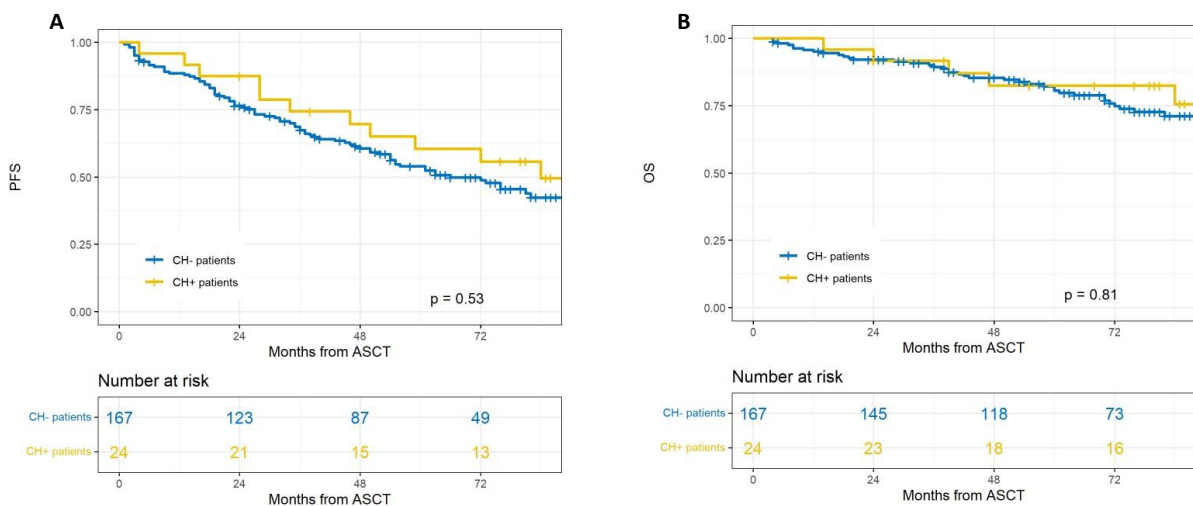 A
PFS
1.00
0.75
0.50
0.25
0.00
CH- patients
CH+ patients
p = 0.53
0 24 48 72
Months from ASCT
Number at risk
CH- patients 167 123 87 49
CH+ patients 24 21 15 13
0 24 48 72
Months from ASCT
B
OS
1.00
0.75
0.50
0.25
0.00
CH- patients
CH+ patients
p = 0.81
0 24 48 72
Months from ASCT
Number at risk
CH- patients 167 145 118 73
CH+ patients 24 23 18 16
0 24 48 72
Months from ASCT